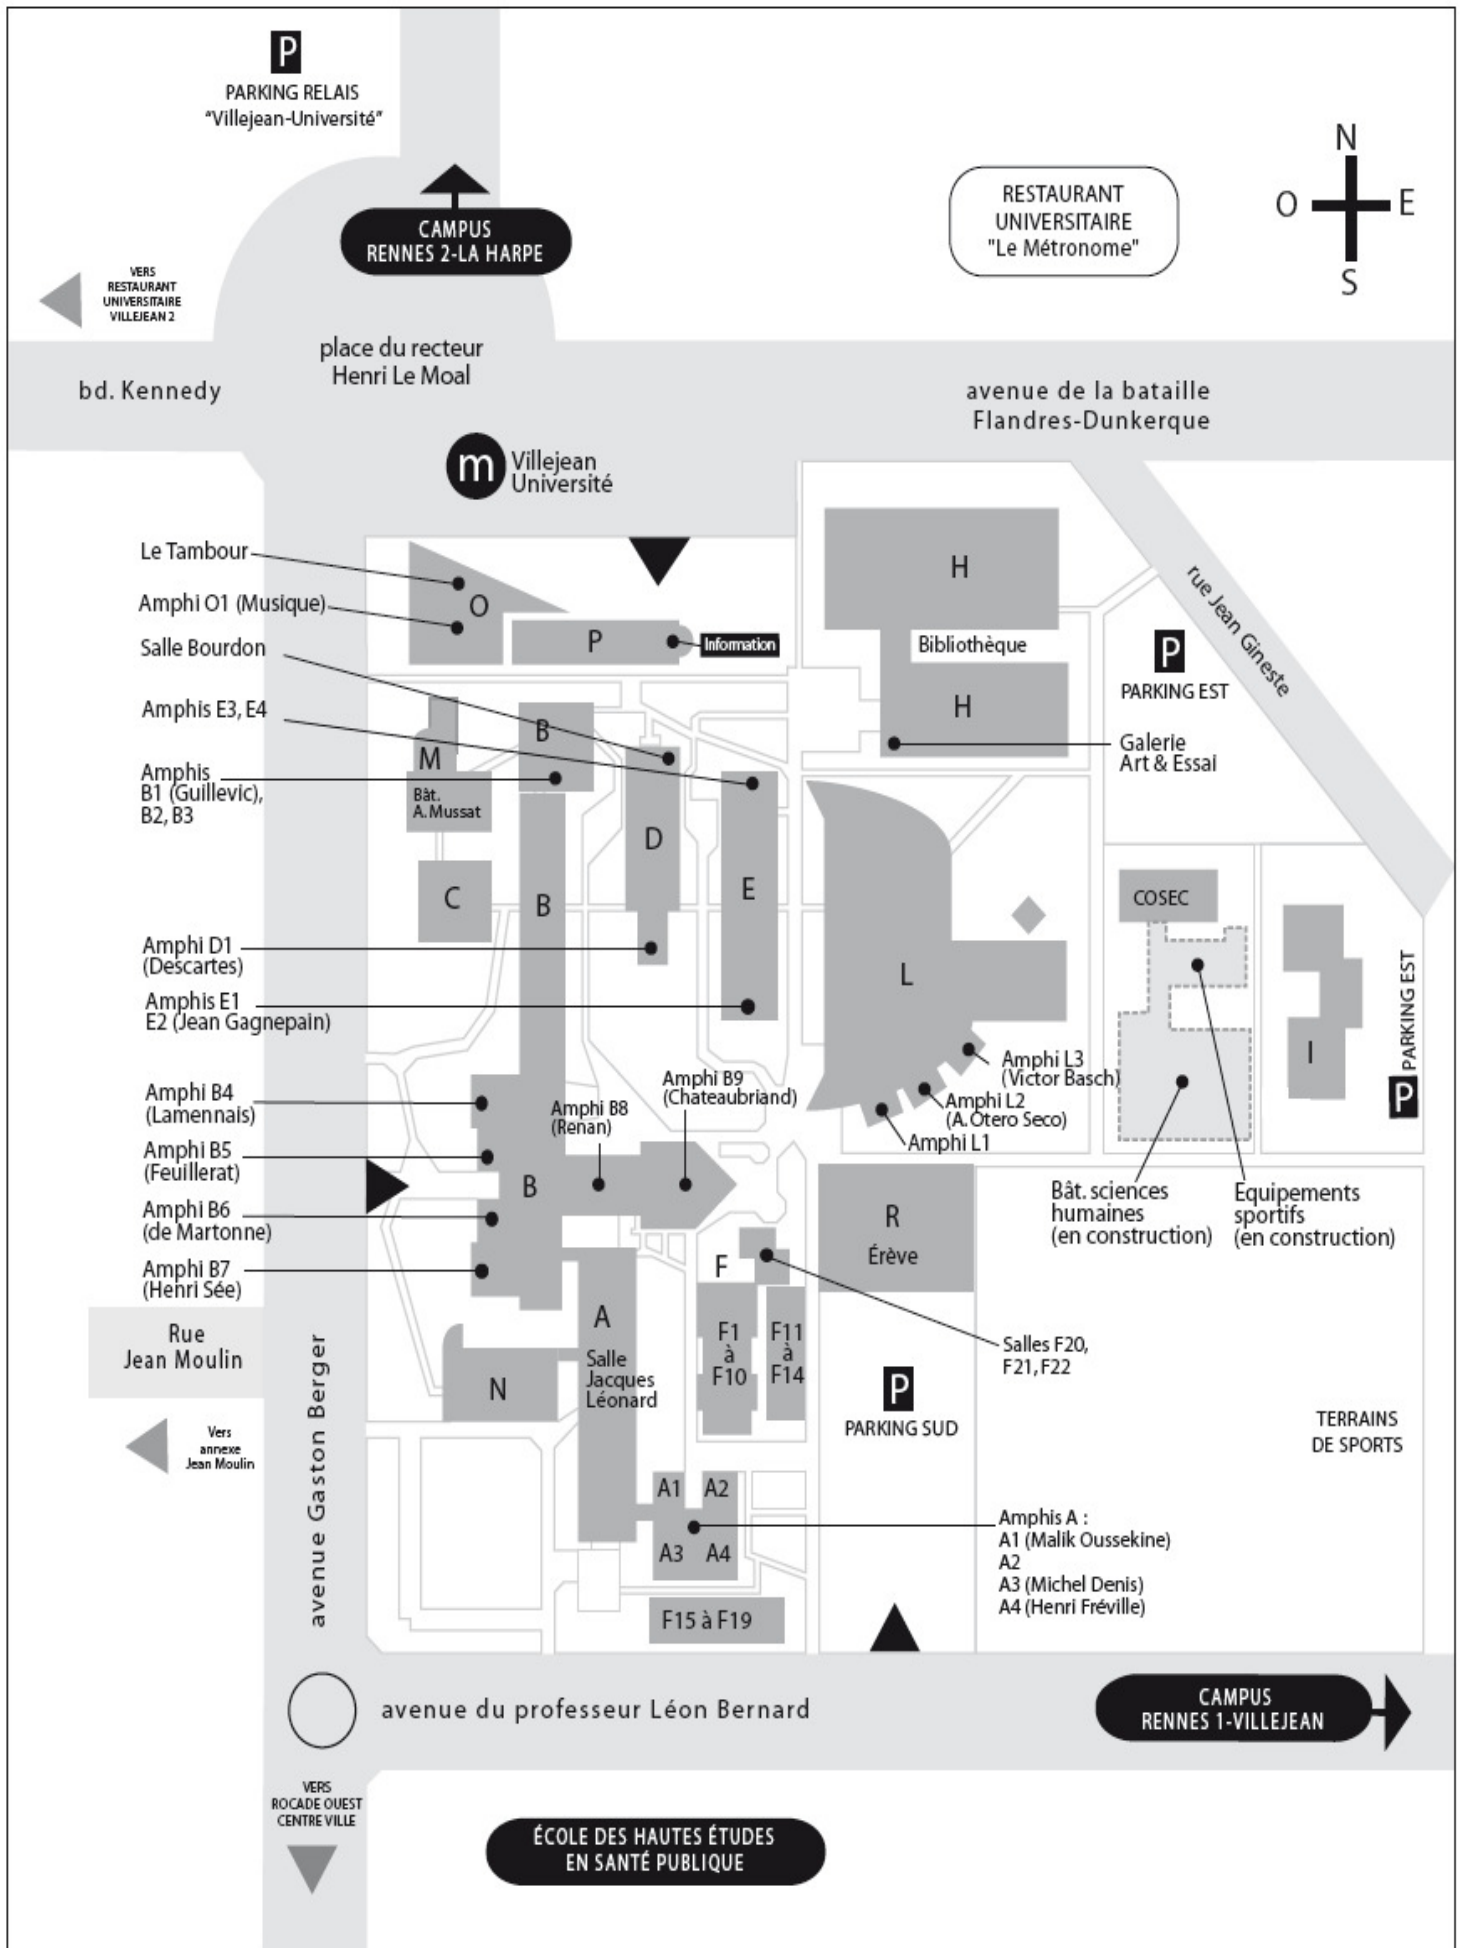 P
PARKING RELAIS
“Villejean-Université”
N
O
E
S
RESTAURANT
UNIVERSITAIRE
"Le Métronome"
CAMPUS
RENNES 2-LA HARPE
VERS
RESTAURANT
UNIVERSITAIRE
VILLEJEAN 2
place du recteur
Henri Le Moal
bd. Kennedy
avenue de la bataille
Flandres-Dunkerque
m
Villejean
Université
Le Tambour
Amphi O1 (Musique)
Salle Bourdon
Amphis E3, E4
Amphis
B1 (Guillevic),
B2, B3
O
P
Information
H
Bibliothèque
H
Galerie
Art & Essai
rue Jean Gineste
P
PARKING EST
M
Bât.
A. Mussat
B
C
B
D
E
Amphi D1
(Descartes)
Amphis E1
E2 (Jean Gagnepain)
L
COSEC
I
PARKING EST
P
Amphi L3
(Victor Basch)
Amphi L2
(A. Otero Seco)
Amphi L1
Amphi B4
(Lamennais)
Amphi B5
(Feuillerat)
Amphi B6
(de Martonne)
Amphi B7
(Henri Sée)
Amphi B8
(Renan)
Amphi B9
(Chateaubriand)
B
R
Érève
Bât. sciences
humaines
(en construction)
Equipements
sportifs
(en construction)
F
F1
à
F10
F11
à
F14
Salles F20,
F21, F22
A
Salle
Jacques
Léonard
N
Rue
Jean Moulin
Vers
annexe
Jean Moulin
avenue Gaston Berger
P
PARKING SUD
TERRAINS
DE SPORTS
A1
A2
A3
A4
Amphis A :
A1 (Malik Oussekine)
A2
A3 (Michel Denis)
A4 (Henri Fréville)
F15 à F19
avenue du professeur Léon Bernard
CAMPUS
RENNES 1-VILLEJEAN
VERS
ROCADE OUEST
CENTRE VILLE
ÉCOLE DES HAUTES ÉTUDES
EN SANTÉ PUBLIQUE